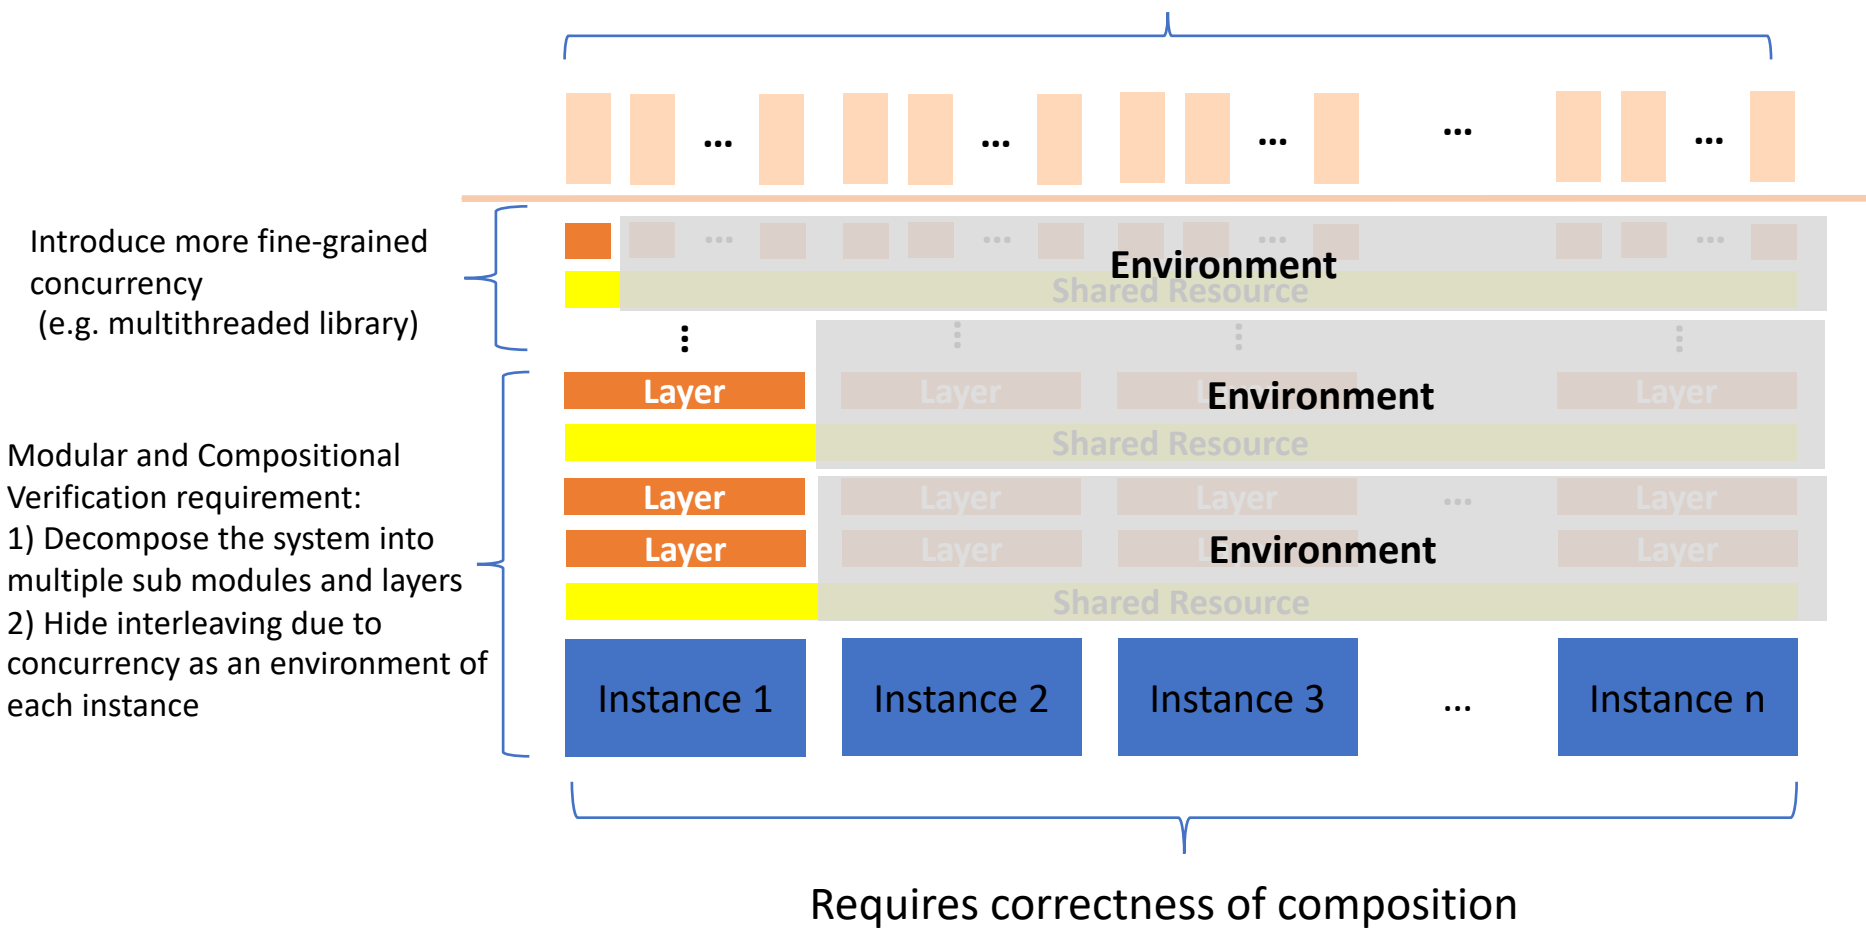 ... ... ... ... ...
Introduce more fine-grained
concurrency
(e.g. multithreaded library)
... ... ... ...
Environment
Shared Resource
... ... ... ...
Layer Layer Layer Layer
Environment
Shared Resource
Modular and Compositional
Verification requirement:
1) Decompose the system into
multiple sub modules and layers
2) Hide interleaving due to
concurrency as an environment of
each instance
Layer Layer Layer ... Layer
Layer Layer Layer Layer
Environment
Shared Resource
Instance 1 Instance 2 Instance 3 ... Instance n
Requires correctness of composition